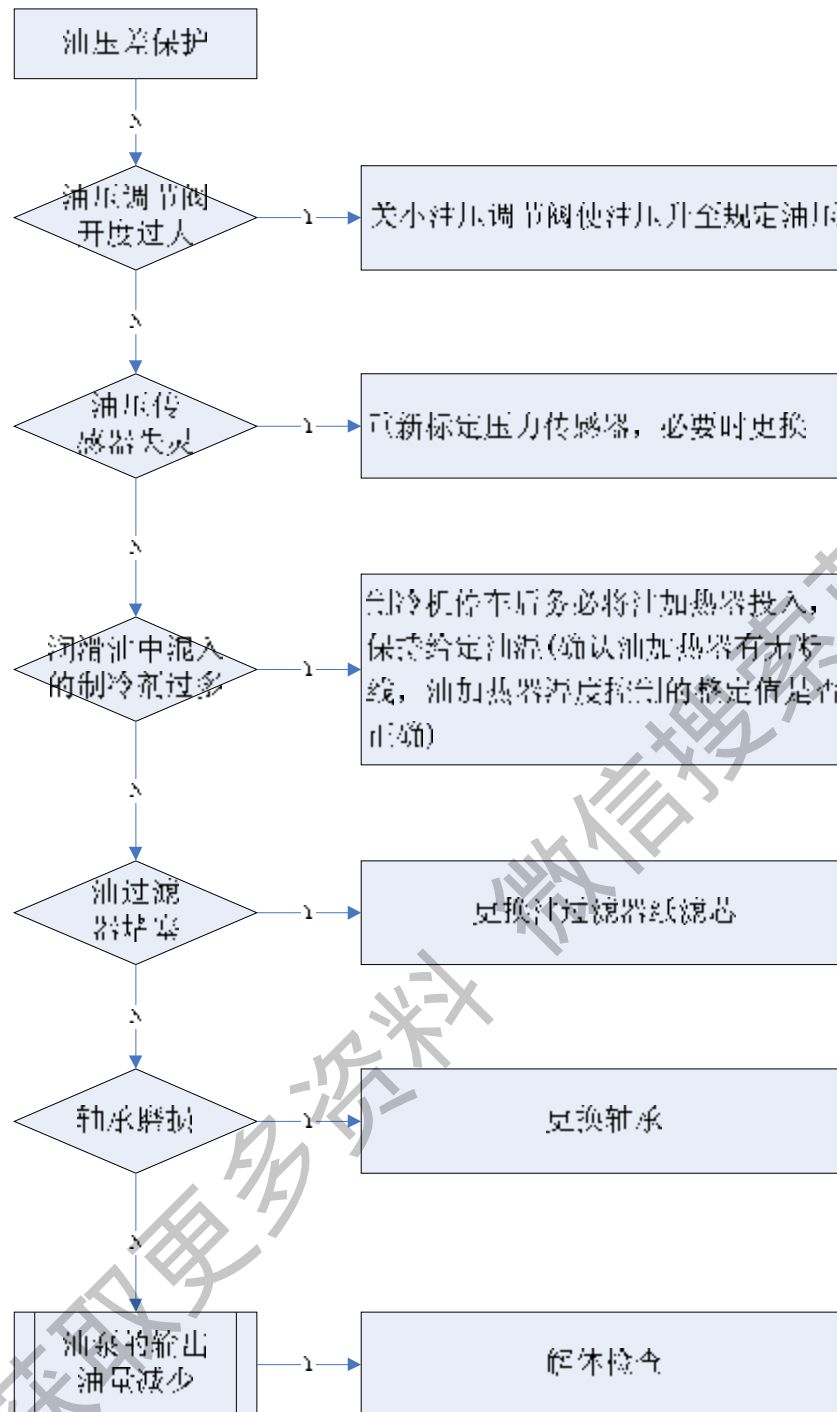 油压差保护
N
油压调节阀
开度过大
Y
关小油压调节阀使油压升至规定油压
N
油压传
感器失灵
Y
重新标定压力传感器，必要时更换
N
润滑油中混入
的制冷剂过多
Y
制冷机停车后务必将油加热器投入，
保持给定油温(确认油加热器有无断
线，油加热器温度控制的整定值是否
正确)
N
油过滤
器堵塞
Y
更换油过滤器纸滤芯
N
轴承磨损
Y
更换轴承
N
油泵的输出
油量减少
Y
解体检查
获取更多资料 微信搜索